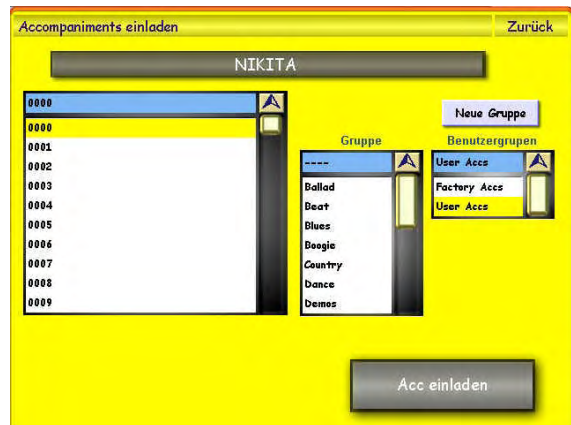 Accompaniments einladen
Zurück
NIKITA
0000
0000
0001
0002
0003
0004
0005
0006
0007
0008
0009
Gruppe
----
Ballad
Beat
Blues
Boogie
Country
Dance
Demos
Neue Gruppe
Benutzergrupen
User Accs
Factory Accs
User Accs
Acc einladen